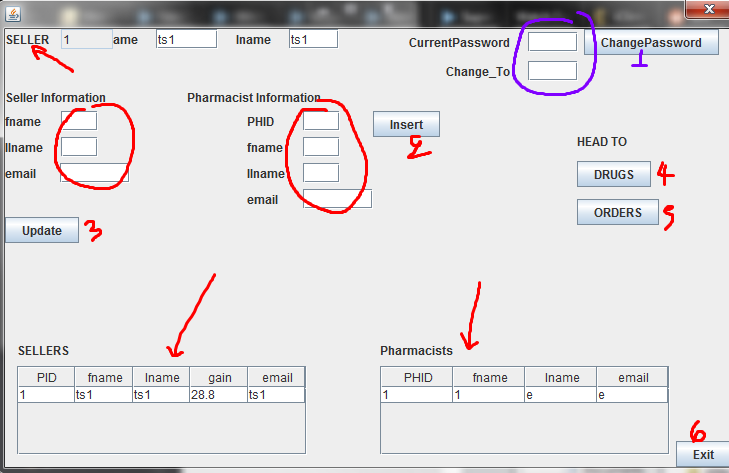 SELLER 1 ame ts1 lname ts1 CurrentPassword ChangePassword
1
Change_To
Seller Information Pharmacist Information
fname PHID Insert
2
llname fname HEAD TO
email llname DRUGS 4
email ORDERS 5
Update 3
SELLERS Pharmacists
PID fname lname gain email PHID fname lname email
1 ts1 ts1 28.8 ts1 1 1 e e
6
Exit